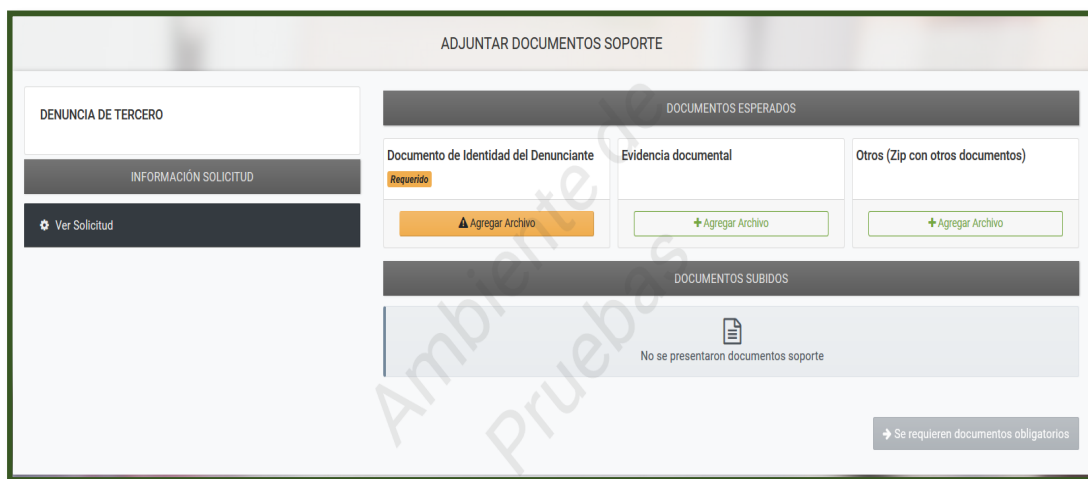 ADJUNTAR DOCUMENTOS SOPORTE
DENUNCIA DE TERCERO
INFORMACIÓN SOLICITUD
Ver Solicitud
DOCUMENTOS ESPERADOS
Documento de Identidad del Denunciante
Requerido
Agregar Archivo
Evidencia documental
Agregar Archivo
Otros (Zip con otros documentos)
Agregar Archivo
DOCUMENTOS SUBIDOS
No se presentaron documentos soporte
Se requieren documentos obligatorios
Ambiente de
Pruebas